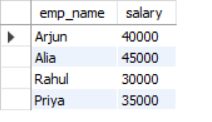 emp_name salary
Arjun 40000
Alia 45000
Rahul 30000
Priya 35000